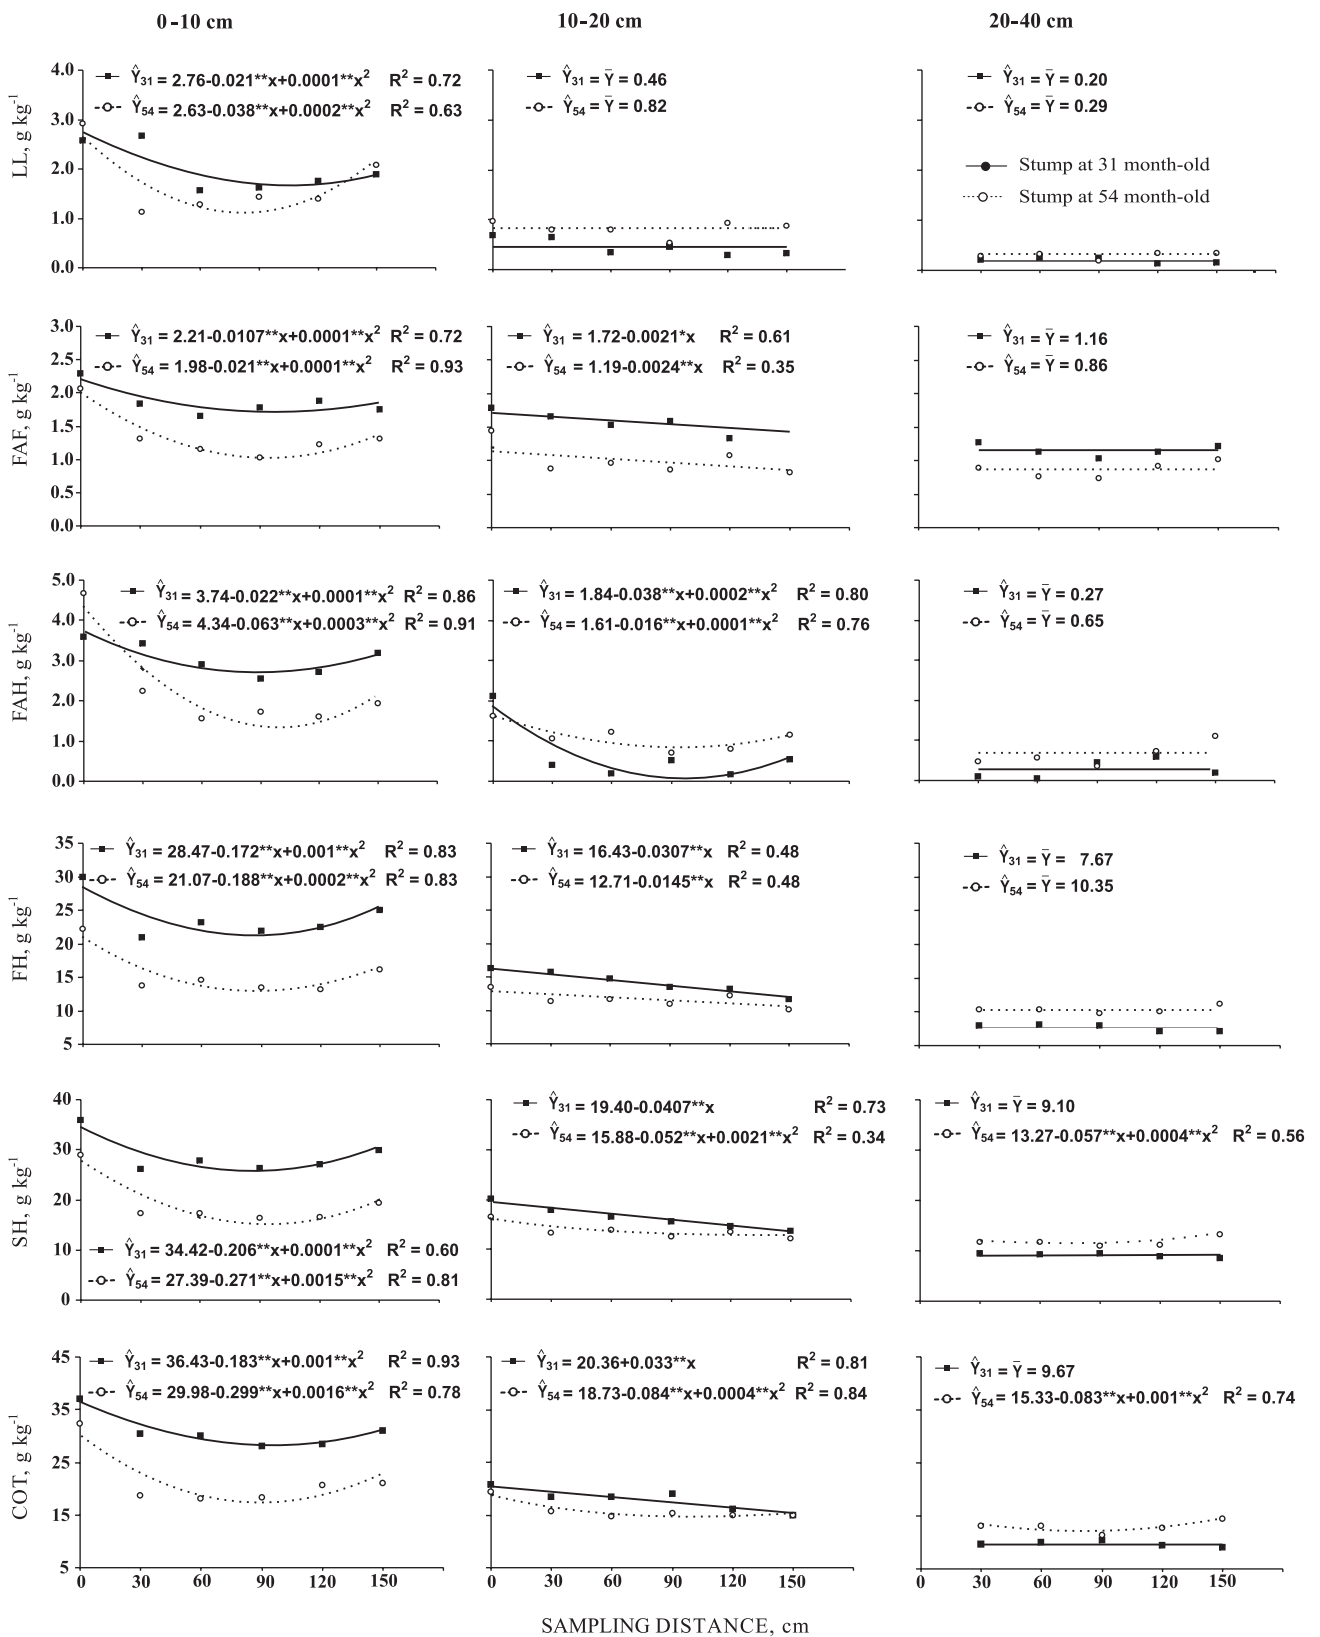 0-10 cm
10-20 cm
20-40 cm
LL, g kg⁻¹
4.0
3.0
2.0
1.0
0.0
Ŷ31 = 2.76-0.021**x+0.0001**x² R² = 0.72
Ŷ54 = 2.63-0.038**x+0.0002**x² R² = 0.63
Ŷ31 = Ȳ = 0.46
Ŷ54 = Ȳ = 0.82
Ŷ31 = Ȳ = 0.20
Ŷ54 = Ȳ = 0.29
Stump at 31 month-old
Stump at 54 month-old
FAF, g kg⁻¹
3.0
2.5
2.0
1.5
1.0
0.5
0.0
Ŷ31 = 2.21-0.0107**x+0.0001**x² R² = 0.72
Ŷ54 = 1.98-0.021**x+0.0001**x² R² = 0.93
Ŷ31 = 1.72-0.0021*x R² = 0.61
Ŷ54 = 1.19-0.0024**x R² = 0.35
Ŷ31 = Ȳ = 1.16
Ŷ54 = Ȳ = 0.86
FAH, g kg⁻¹
5.0
4.0
3.0
2.0
1.0
0.0
Ŷ31 = 3.74-0.022**x+0.0001**x² R² = 0.86
Ŷ54 = 4.34-0.063**x+0.0003**x² R² = 0.91
Ŷ31 = 1.84-0.038**x+0.0002**x² R² = 0.80
Ŷ54 = 1.61-0.016**x+0.0001**x² R² = 0.76
Ŷ31 = Ȳ = 0.27
Ŷ54 = Ȳ = 0.65
FH, g kg⁻¹
35
30
25
20
15
10
5
Ŷ31 = 28.47-0.172**x+0.001**x² R² = 0.83
Ŷ54 = 21.07-0.188**x+0.0002**x² R² = 0.83
Ŷ31 = 16.43-0.0307**x R² = 0.48
Ŷ54 = 12.71-0.0145**x R² = 0.48
Ŷ31 = Ȳ = 7.67
Ŷ54 = Ȳ = 10.35
SH, g kg⁻¹
40
30
20
10
0
Ŷ31 = 34.42-0.206**x+0.0001**x² R² = 0.60
Ŷ54 = 27.39-0.271**x+0.0015**x² R² = 0.81
Ŷ31 = 19.40-0.0407**x R² = 0.73
Ŷ54 = 15.88-0.052**x+0.0021**x² R² = 0.34
Ŷ31 = Ȳ = 9.10
Ŷ54 = 13.27-0.057**x+0.0004**x² R² = 0.56
COT, g kg⁻¹
45
35
25
15
5
Ŷ31 = 36.43-0.183**x+0.001**x² R² = 0.93
Ŷ54 = 29.98-0.299**x+0.0016**x² R² = 0.78
Ŷ31 = 20.36+0.033**x R² = 0.81
Ŷ54 = 18.73-0.084**x+0.0004**x² R² = 0.84
Ŷ31 = Ȳ = 9.67
Ŷ54 = 15.33-0.083**x+0.001**x² R² = 0.74
0 30 60 90 120 150
0 30 60 90 120 150
0 30 60 90 120 150
SAMPLING DISTANCE, cm